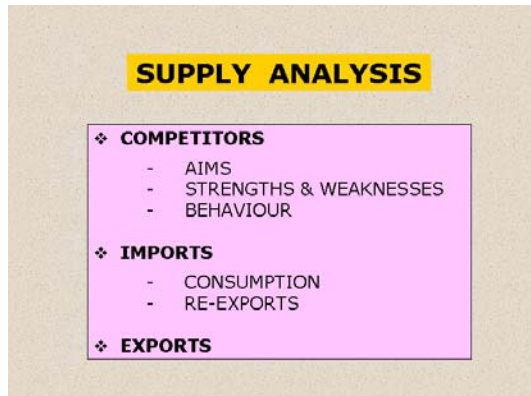 SUPPLY ANALYSIS
❖ COMPETITORS
- AIMS
- STRENGTHS & WEAKNESSES
- BEHAVIOUR
❖ IMPORTS
- CONSUMPTION
- RE-EXPORTS
❖ EXPORTS